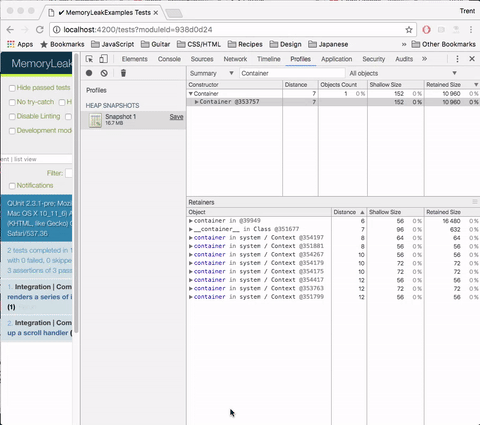 ✔ MemoryLeakExamples Tests
Trent
localhost:4200/tests?moduleId=938d0d24
Apps Bookmarks JavaScript Guitar CSS/HTML Recipes Design Japanese Other Bookmarks
MemoryLeakE
Hide passed tests
No try-catch
Disable Linting
Development mod
ent | list view
Filter:
Notifications
QUnit 2.3.1-pre; Mo
Mac OS X 10_11_6) A
(KHTML, like Gecko) C
Safari/537.36
2 tests completed in 1
with 0 failed, 0 skippe
3 assertions of 3 pass
1. Integration | Com
renders a series of i
(1)
2. Integration | Com
up a scroll handler (
Elements Console Sources Network Timeline Profiles Application Security Audits
Summary Container All objects
Profiles
HEAP SNAPSHOTS
Snapshot 1 Save
16.7 MB
Constructor Distance Objects Count Shallow Size Retained Size
Container 7 1 0% 152 0% 10 960 0%
Container @353757 7 152 0% 10 960 0%
Retainers
Object Distance Shallow Size Retained Size
container in @39949 6 56 0% 16 480 0%
__container__ in Class @351677 7 96 0% 632 0%
container in system / Context @354197 8 64 0% 64 0%
container in system / Context @351881 8 56 0% 56 0%
container in system / Context @354267 10 56 0% 56 0%
container in system / Context @354179 10 72 0% 72 0%
container in system / Context @354175 10 72 0% 72 0%
container in system / Context @354417 12 56 0% 56 0%
container in system / Context @353763 12 72 0% 72 0%
container in system / Context @351799 12 56 0% 56 0%